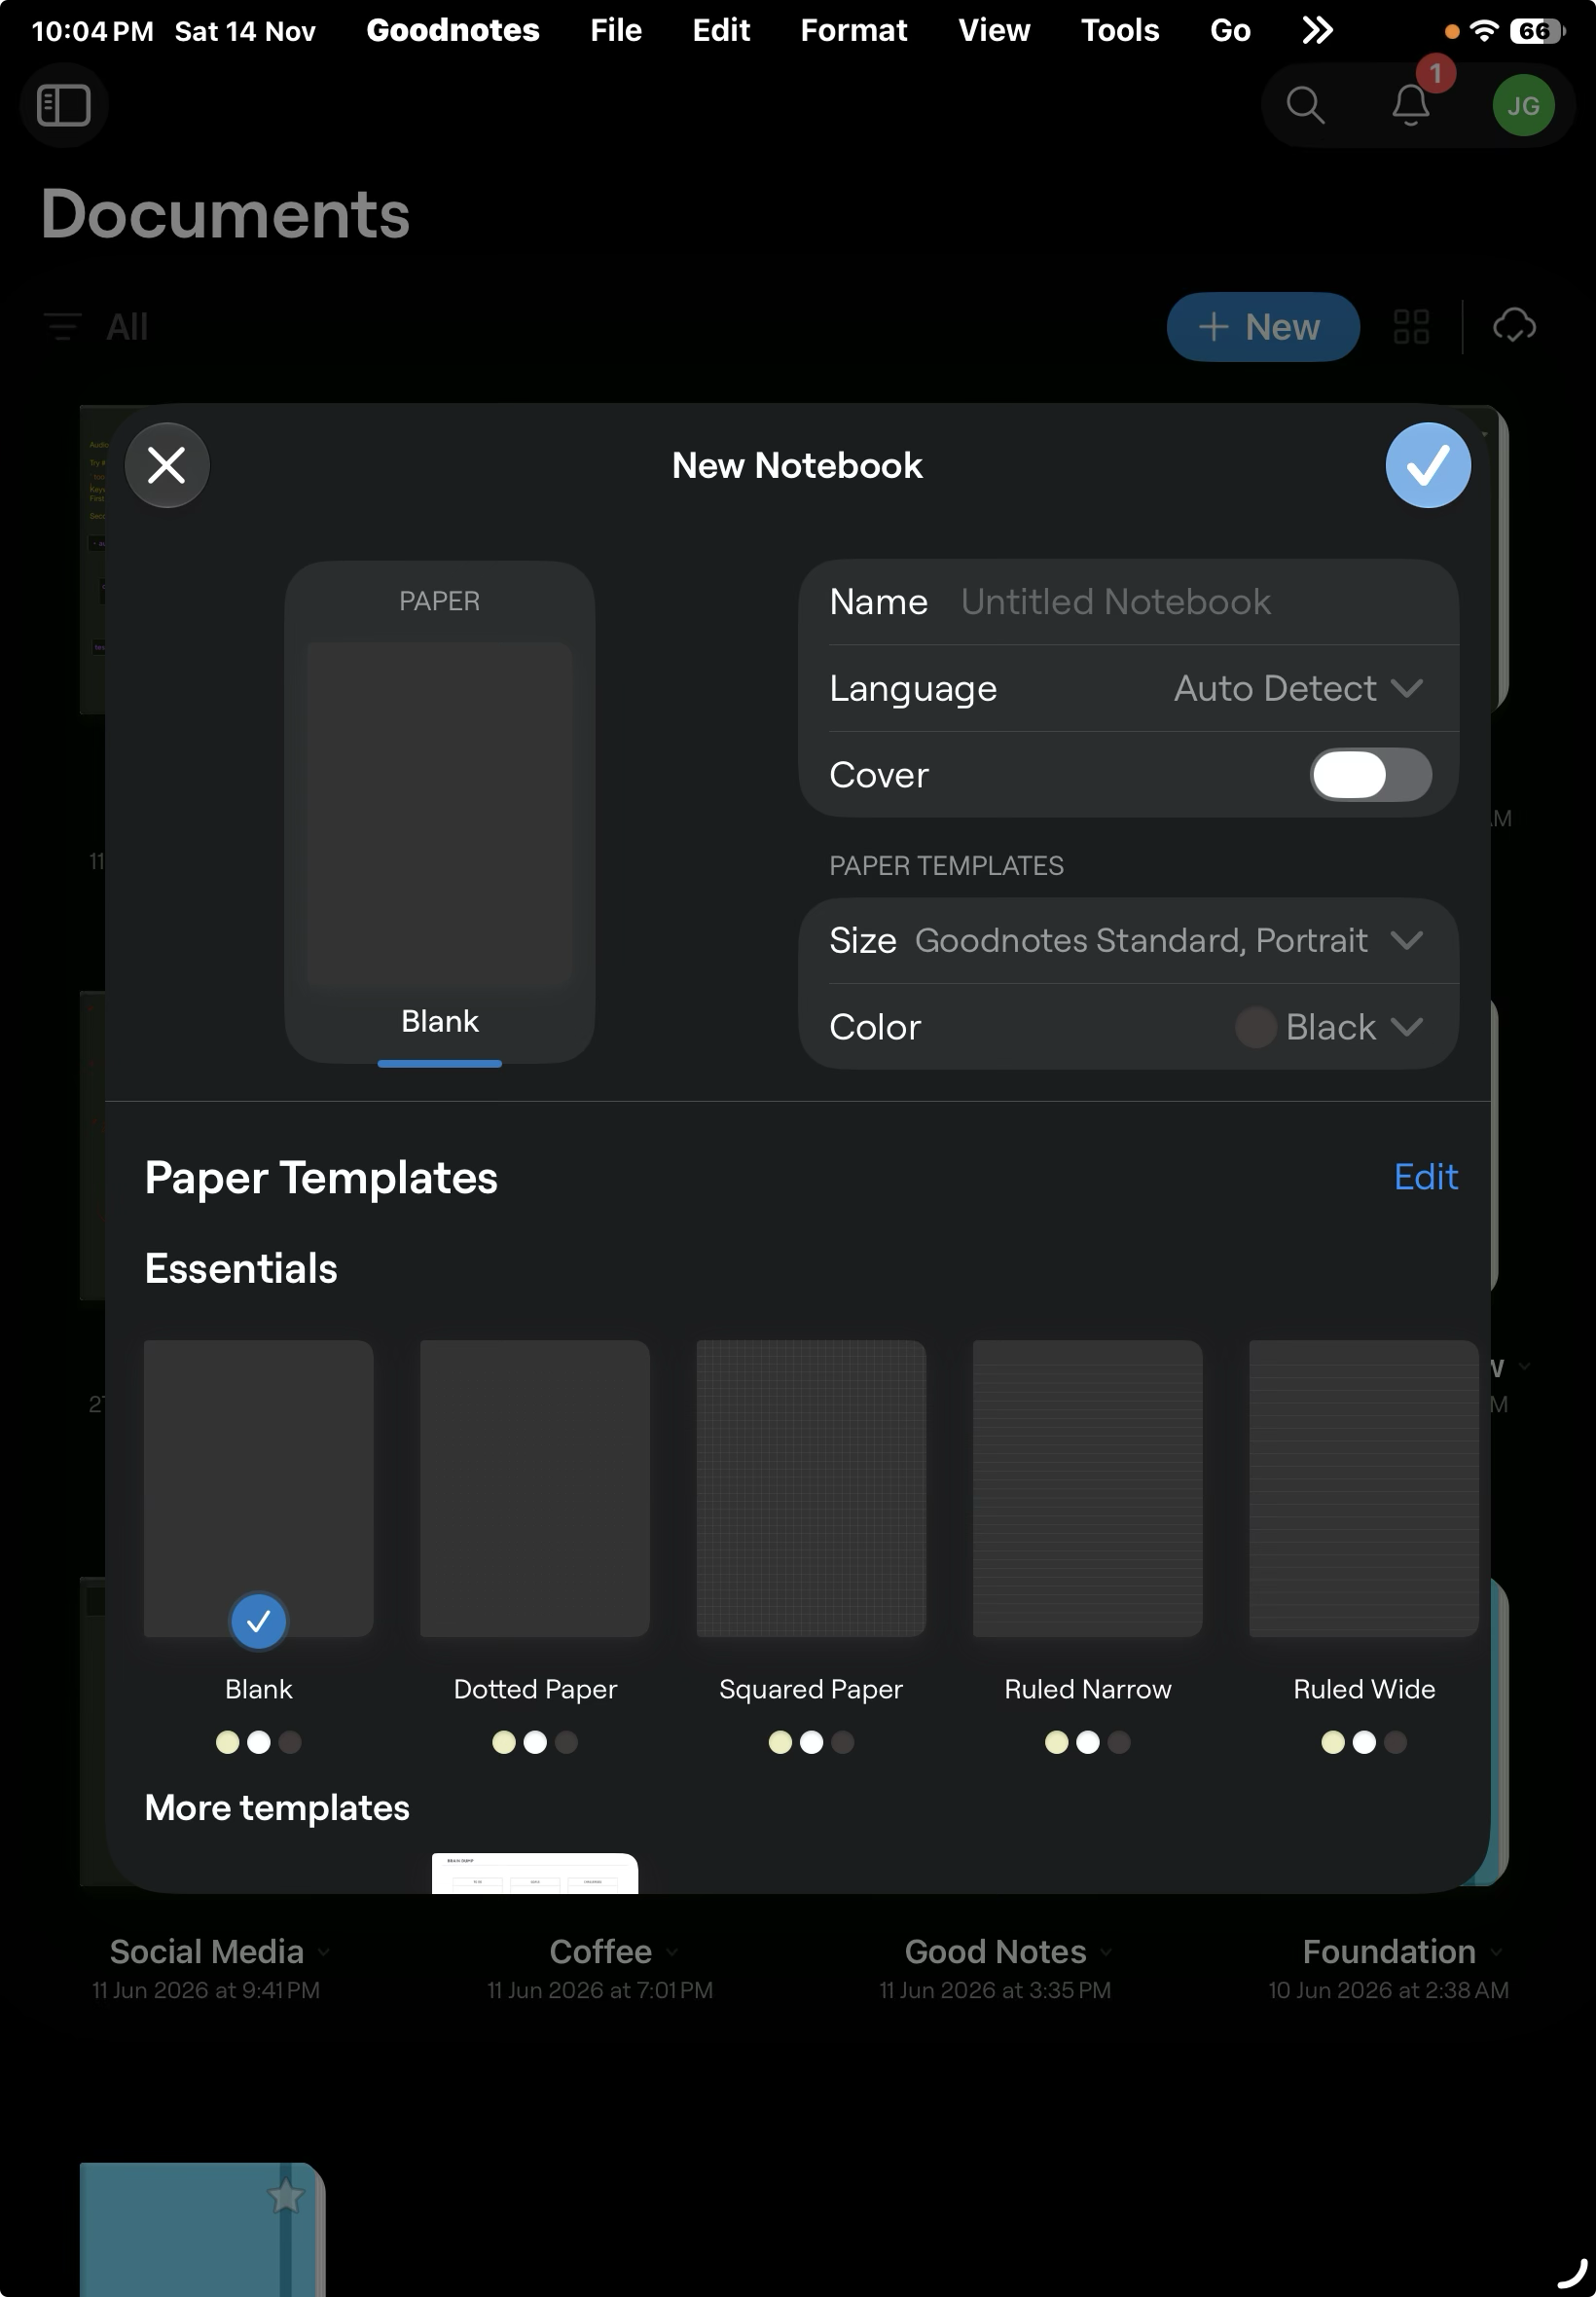 10:04 PM Sat 14 Nov Goodnotes File Edit Format View Tools Go 66
1
JG
Documents
All
+ New
New Notebook
PAPER
Blank
Name Untitled Notebook
Language Auto Detect
Cover
PAPER TEMPLATES
Size Goodnotes Standard, Portrait
Color Black
Paper Templates Edit
Essentials
Blank Dotted Paper Squared Paper Ruled Narrow Ruled Wide
More templates
Social Media Coffee Good Notes Foundation
11 Jun 2026 at 9:41 PM 11 Jun 2026 at 7:01 PM 11 Jun 2026 at 3:35 PM 10 Jun 2026 at 2:38 AM